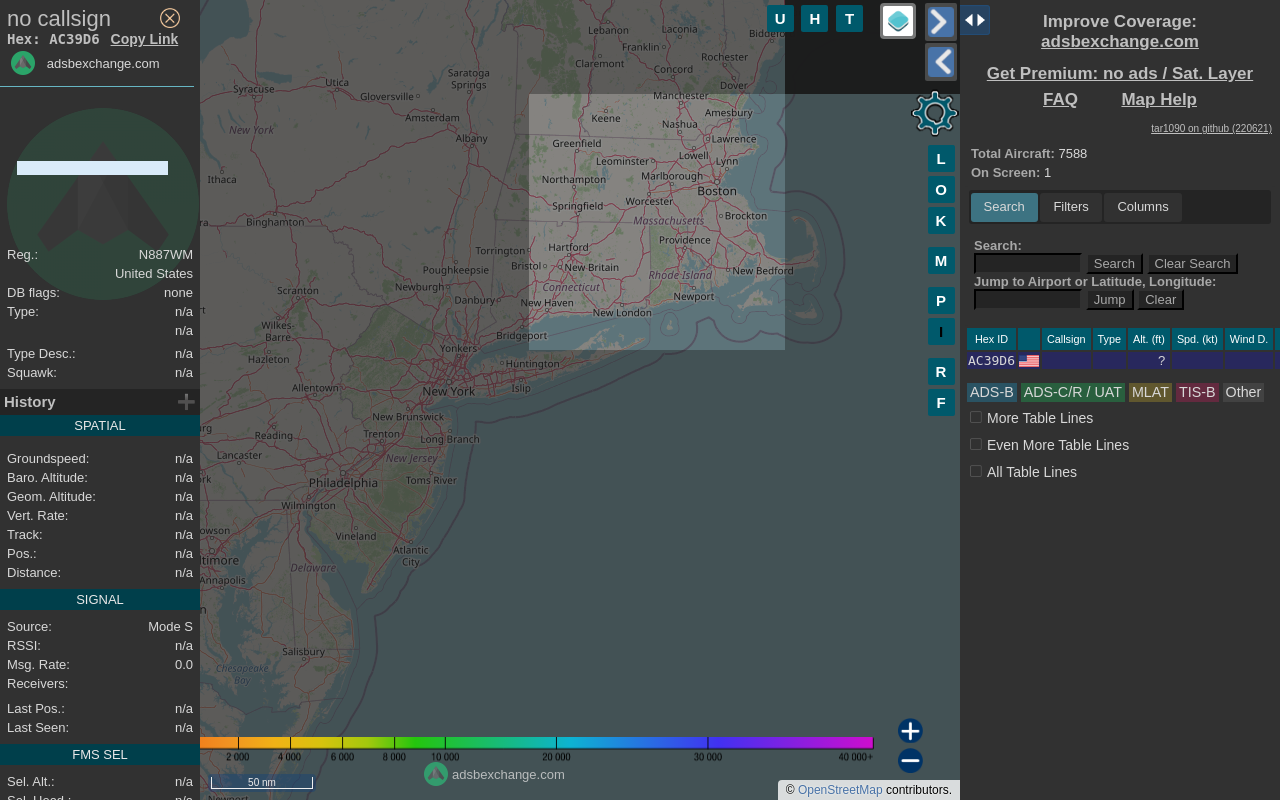 no callsign
Hex: AC39D6 Copy Link
adsbexchange.com
Reg.: N887WM
United States
DB flags: none
Type: n/a
n/a
Type Desc.: n/a
Squawk: n/a
History
SPATIAL
Groundspeed: n/a
Baro. Altitude: n/a
Geom. Altitude: n/a
Vert. Rate: n/a
Track: n/a
Pos.: n/a
Distance: n/a
SIGNAL
Source: Mode S
RSSI: n/a
Msg. Rate: 0.0
Receivers:
Last Pos.: n/a
Last Seen: n/a
FMS SEL
Sel. Alt.: n/a
U H T
L
O
K
M
P
I
R
F
Lebanon
Laconia
Franklin
Claremont
Rochester
Concord
Dover
Saratoga
Springs
Utica
Syracuse
Gloversville
Manchester
Amsterdam
Keene
Amesbury
Nashua
New York
Albany
Greenfield
Lawrence
Lowell
Leominster
Lynn
Ithaca
Northampton
Marlborough
Boston
Springfield
Worcester
Brockton
Binghamton
Massachusetts
Providence
Torrington
Hartford
Bristol
New Britain
Poughkeepsie
New Bedford
Rhode Island
Scranton
Newburgh
Danbury
Connecticut
Newport
New Haven
New London
Wilkes-
Barre
Bridgeport
Yonkers
Hazleton
Huntington
Allentown
New York
Islip
New Brunswick
Reading
Trenton
Long Branch
Lancaster
New Jersey
Philadelphia
Toms River
Wilmington
Vineland
Atlantic
City
Delaware
Annapolis
Salisbury
Chesapeake
Bay
2 000 4 000 6 000 8 000 10 000 20 000 30 000 40 000+
50 nm
adsbexchange.com
© OpenStreetMap contributors.
Improve Coverage:
adsbexchange.com
Get Premium: no ads / Sat. Layer
FAQ Map Help
tar1090 on github (220621)
Total Aircraft: 7588
On Screen: 1
Search Filters Columns
Search:
Search Clear Search
Jump to Airport or Latitude, Longitude:
Jump Clear
Hex ID Callsign Type Alt. (ft) Spd. (kt) Wind D.
AC39D6 ?
ADS-B ADS-C/R / UAT MLAT TIS-B Other
More Table Lines
Even More Table Lines
All Table Lines